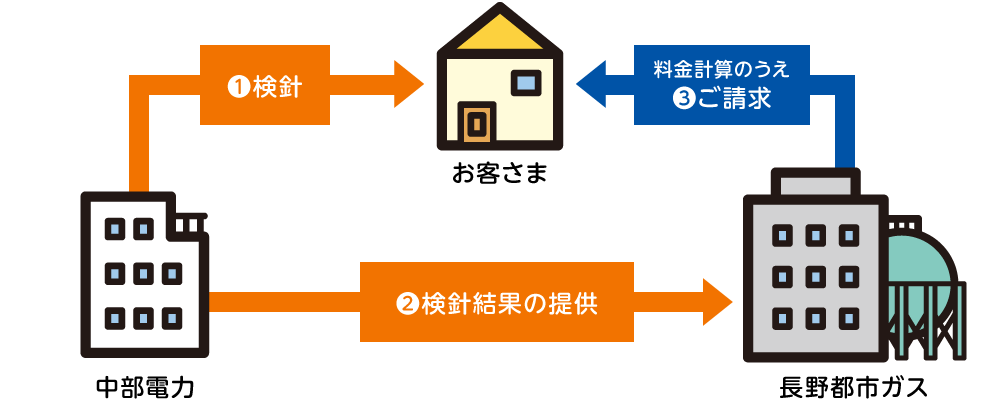 ❶検針
料金計算のうえ
❸ご請求
お客さま
❷検針結果の提供
中部電力
長野都市ガス